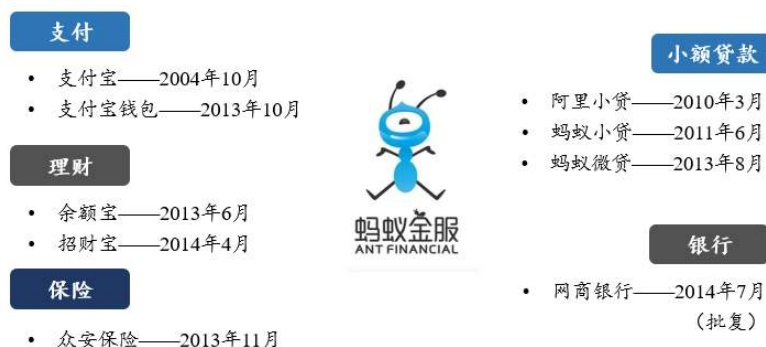 支付
• 支付宝——2004年10月
• 支付宝钱包——2013年10月
理财
• 余额宝——2013年6月
• 招财宝——2014年4月
保险
• 众安保险——2013年11月
蚂蚁金服
ANT FINANCIAL
小额贷款
• 阿里小贷——2010年3月
• 蚂蚁小贷——2011年6月
• 蚂蚁微贷——2013年8月
银行
• 网商银行——2014年7月
（批复）